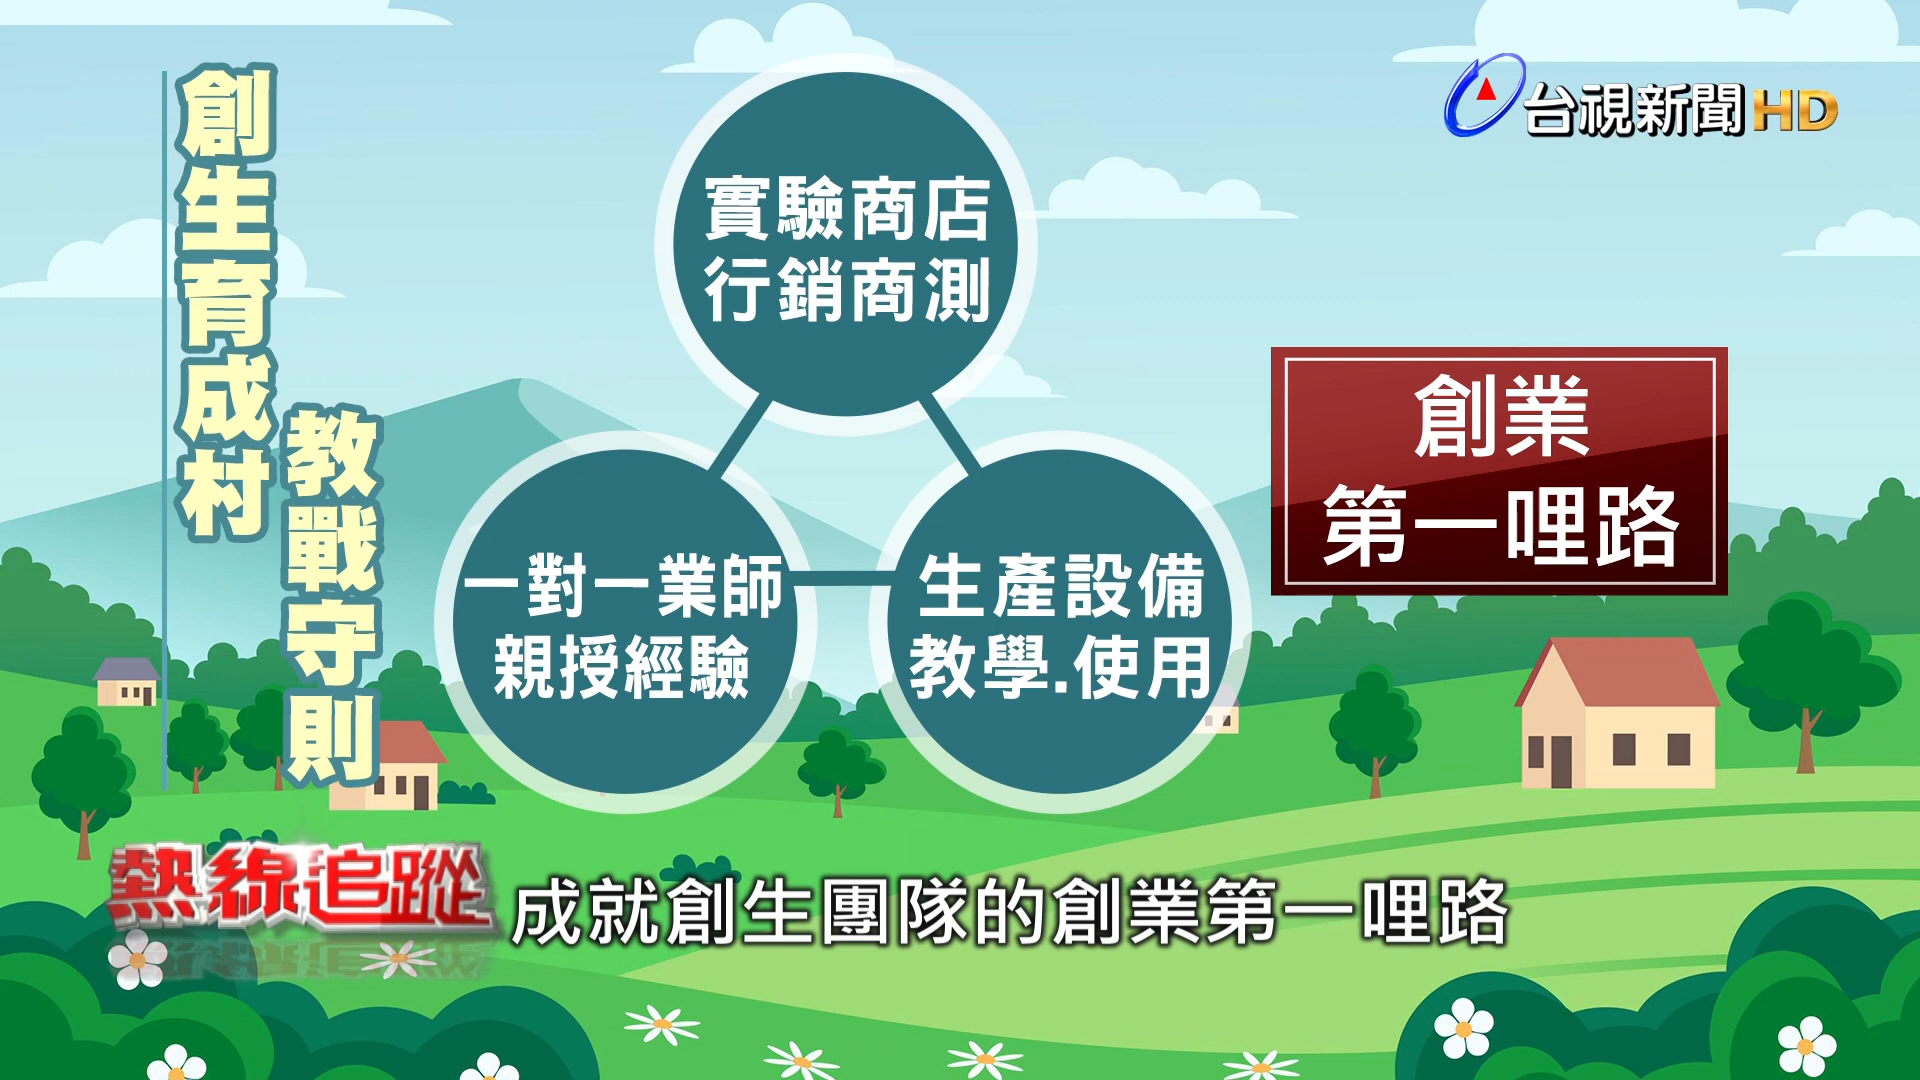 創生育成村
教戰守則
實驗商店
行銷商測
一對一業師
親授經驗
生產設備
教學.使用
創業
第一哩路
台視新聞HD
熱線追蹤
成就創生團隊的創業第一哩路